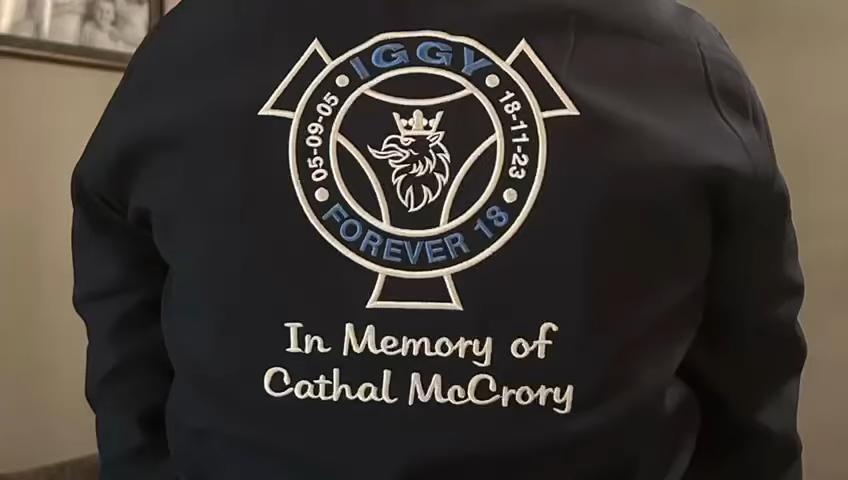 IGGY
05-09-05
18-11-23
FOREVER 18
In Memory of
Cathal McCrory